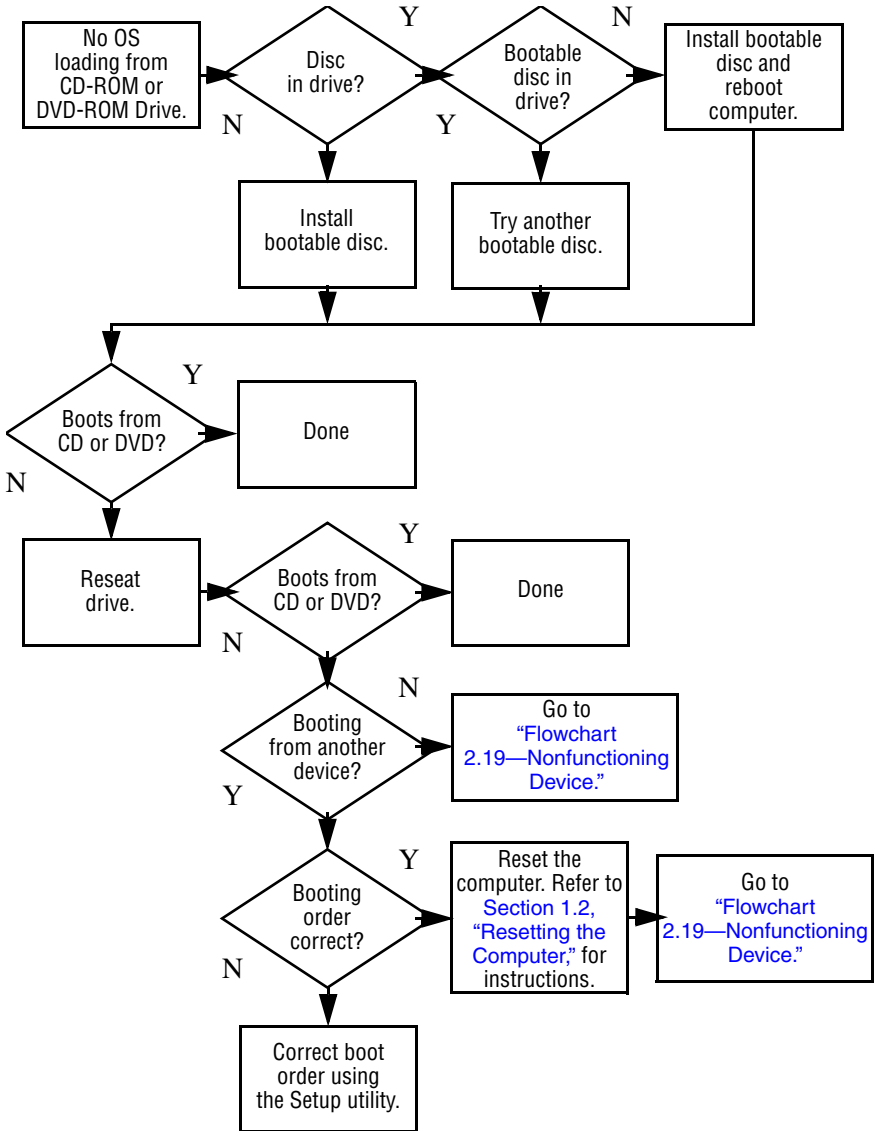 No OS
loading from
CD-ROM or
DVD-ROM Drive.
Disc
in drive?
Y
N
Bootable
disc in
drive?
N
Y
Install bootable
disc and
reboot
computer.
Install
bootable disc.
Try another
bootable disc.
Boots from
CD or DVD?
Y
N
Done
Reseat
drive.
Boots from
CD or DVD?
Y
N
Done
Booting
from another
device?
N
Y
Go to
“Flowchart
2.19—Nonfunctioning
Device.”
Booting
order
correct?
Y
N
Reset the
computer. Refer to
Section 1.2,
“Resetting the
Computer,” for
instructions.
Go to
“Flowchart
2.19—Nonfunctioning
Device.”
Correct boot
order using
the Setup utility.